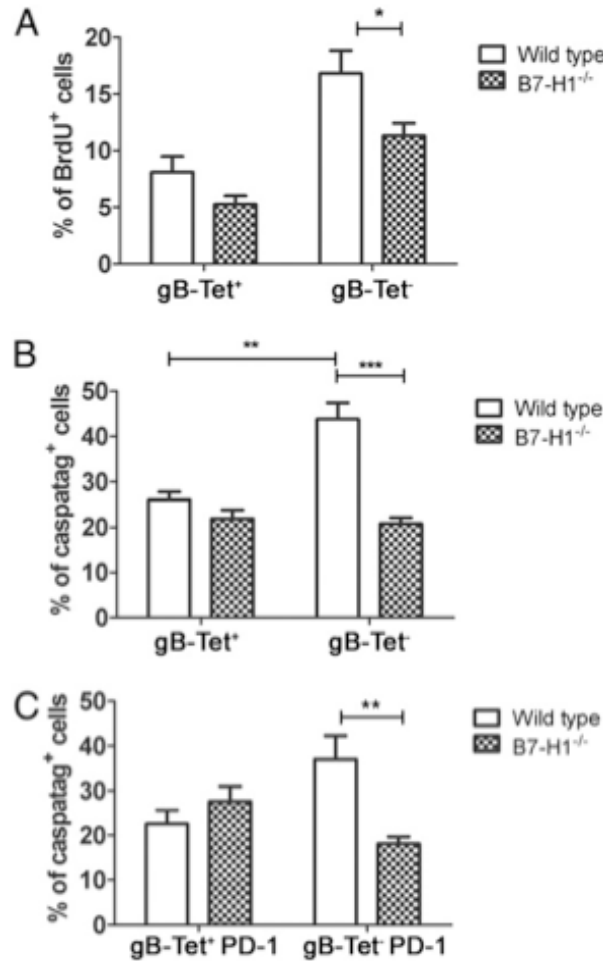 A
% of BrdU⁺ cells
20
15
10
5
0
*
gB-Tet⁺
gB-Tet⁻
Wild type
B7-H1⁻/⁻
B
% of caspatag⁺ cells
50
40
30
20
10
0
**
***
gB-Tet⁺
gB-Tet⁻
Wild type
B7-H1⁻/⁻
C
% of caspatag⁺ cells
50
40
30
20
10
0
**
gB-Tet⁺ PD-1
gB-Tet⁻ PD-1
Wild type
B7-H1⁻/⁻